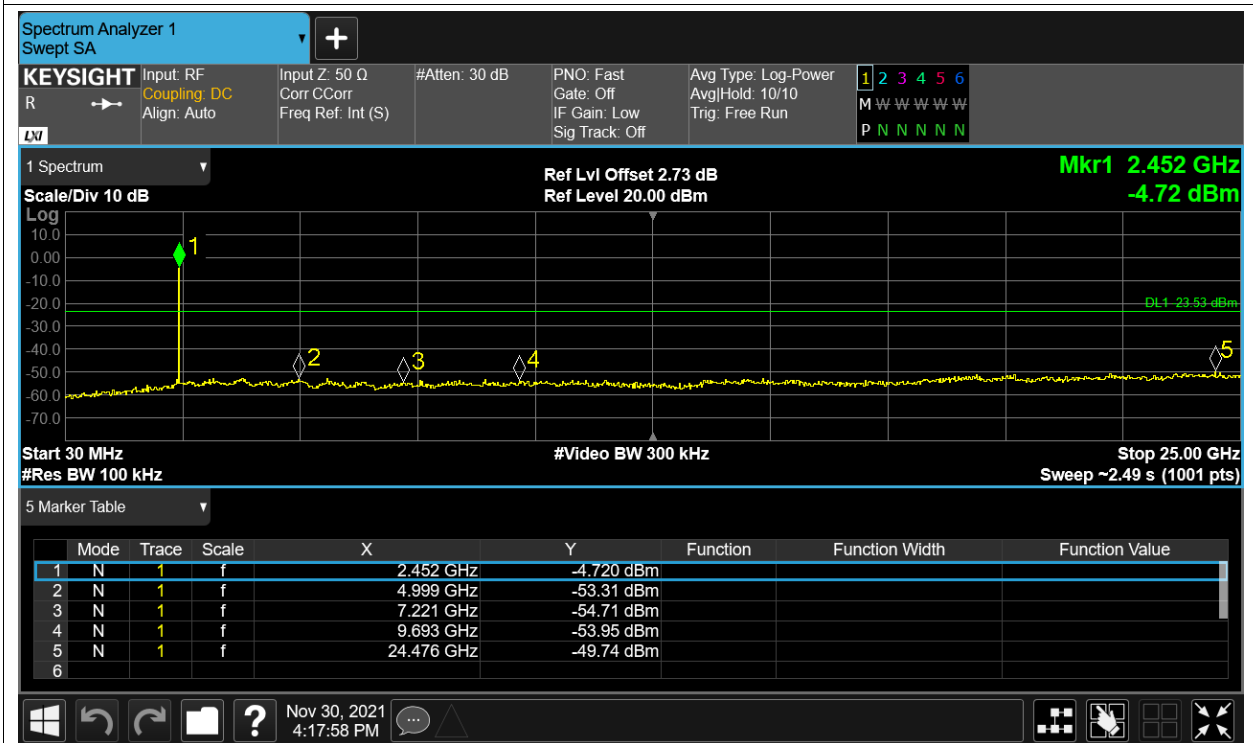 Spectrum Analyzer 1
Swept SA
+
KEYSIGHT
R
LXI
Input: RF
Coupling: DC
Align: Auto
Input Z: 50 Ω
Corr CCorr
Freq Ref: Int (S)
#Atten: 30 dB
PNO: Fast
Gate: Off
IF Gain: Low
Sig Track: Off
Avg Type: Log-Power
Avg|Hold: 10/10
Trig: Free Run
1 2 3 4 5 6
M W W W W W
P N N N N N
1 Spectrum
Scale/Div 10 dB
Ref Lvl Offset 2.73 dB
Ref Level 20.00 dBm
Mkr1 2.452 GHz
-4.72 dBm
Log
10.0
0.00
-10.0
-20.0
-30.0
-40.0
-50.0
-60.0
-70.0
1
2
3
4
5
DL1 23.53 dBm
Start 30 MHz
#Video BW 300 kHz
Stop 25.00 GHz
#Res BW 100 kHz
Sweep ~2.49 s (1001 pts)
5 Marker Table
Mode Trace Scale X Y Function Function Width Function Value
1 N 1 f 2.452 GHz -4.720 dBm
2 N 1 f 4.999 GHz -53.31 dBm
3 N 1 f 7.221 GHz -54.71 dBm
4 N 1 f 9.693 GHz -53.95 dBm
5 N 1 f 24.476 GHz -49.74 dBm
6
?
Nov 30, 2021
4:17:58 PM